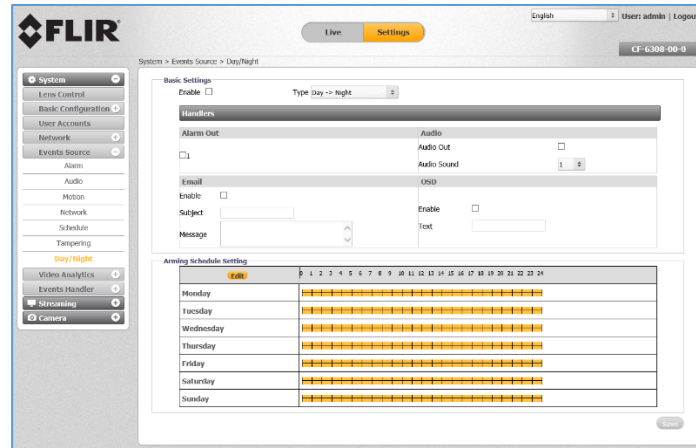 English
User: admin | Logou
FLIR
Live
Settings
CF-6308-00-0
System > Events Source > Day/Night
System
Lens Control
Basic Configuration
User Accounts
Network
Events Source
Alarm
Audio
Motion
Network
Schedule
Tampering
Day/Night
Video Analytics
Events Handler
Streaming
Camera
Basic Settings
Enable
Type Day -> Night
Handlers
Alarm Out
Audio
1
Audio Out
Audio Sound 1
Email
OSD
Enable
Subject
Message
Enable
Text
Arming Schedule Setting
Edit
0 1 2 3 4 5 6 7 8 9 10 11 12 13 14 15 16 17 18 19 20 21 22 23 24
Monday
Tuesday
Wednesday
Thursday
Friday
Saturday
Sunday
Save